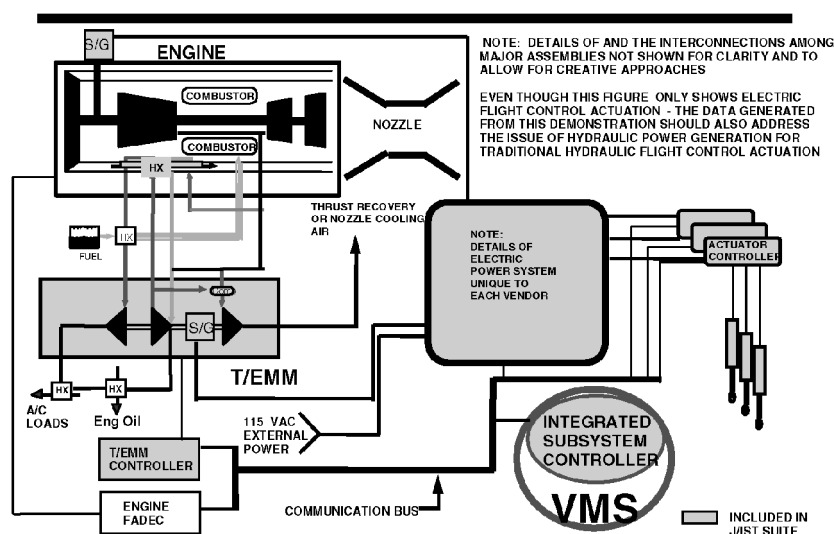 S/G
ENGINE
COMBUSTOR
COMBUSTOR
NOZZLE
HX
NOTE: DETAILS OF AND THE INTERCONNECTIONS AMONG
MAJOR ASSEMBLIES NOT SHOWN FOR CLARITY AND TO
ALLOW FOR CREATIVE APPROACHES
EVEN THOUGH THIS FIGURE ONLY SHOWS ELECTRIC
FLIGHT CONTROL ACTUATION - THE DATA GENERATED
FROM THIS DEMONSTRATION SHOULD ALSO ADDRESS
THE ISSUE OF HYDRAULIC POWER GENERATION FOR
TRADITIONAL HYDRAULIC FLIGHT CONTROL ACTUATION
THRUST RECOVERY
OR NOZZLE COOLING
AIR
HX
FUEL
NOTE:
DETAILS OF
ELECTRIC
POWER SYSTEM
UNIQUE TO
EACH VENDOR
ACTUATOR
CONTROLLER
S/G
T/EMM
HX
HX
A/C
LOADS
Eng Oil
115 VAC
EXTERNAL
POWER
T/EMM
CONTROLLER
ENGINE
FADEC
COMMUNICATION BUS
INTEGRATED
SUBSYSTEM
CONTROLLER
VMS
INCLUDED IN
J/IST SUITE